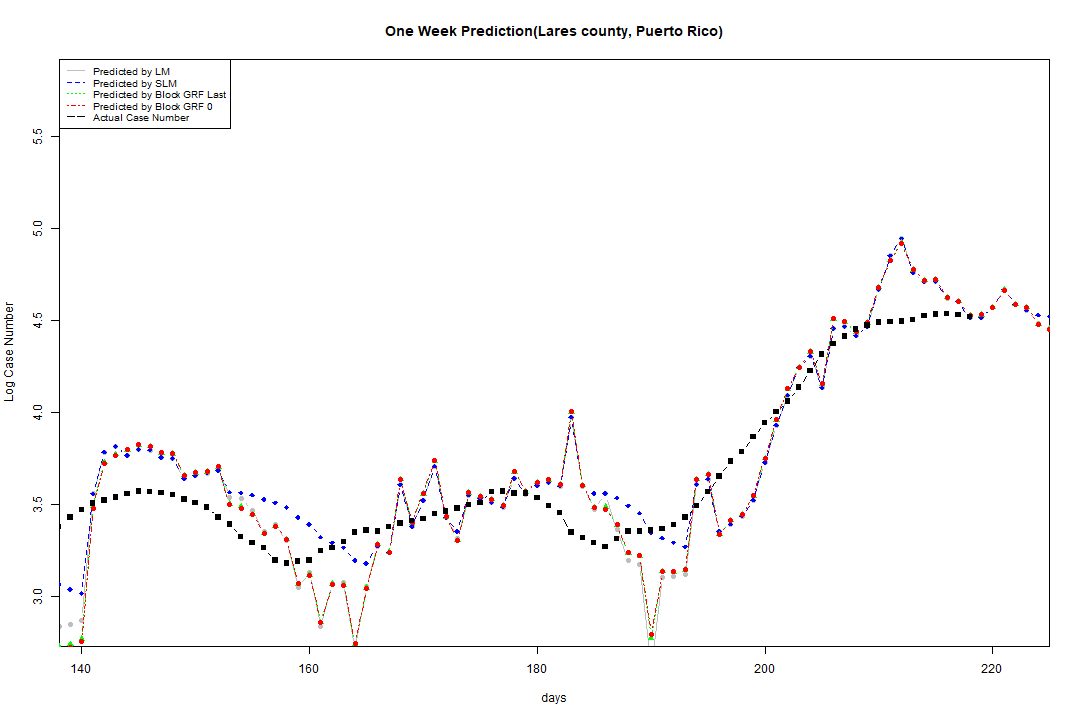 One Week Prediction(Lares county, Puerto Rico)
Predicted by LM
Predicted by SLM
Predicted by Block GRF Last
Predicted by Block GRF 0
Actual Case Number
5.5
5.0
4.5
4.0
3.5
3.0
Log Case Number
140 160 180 200 220
days